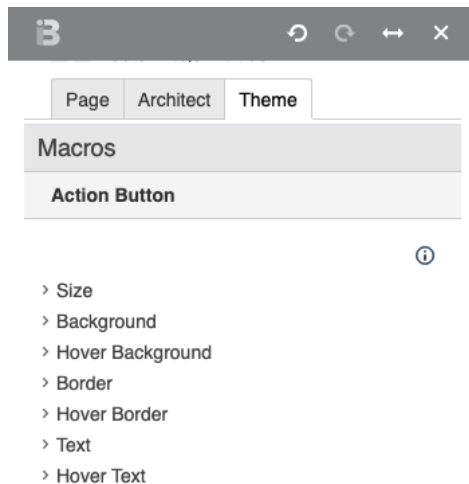 Page Architect Theme
Macros
Action Button
Size
Background
Hover Background
Border
Hover Border
Text
Hover Text